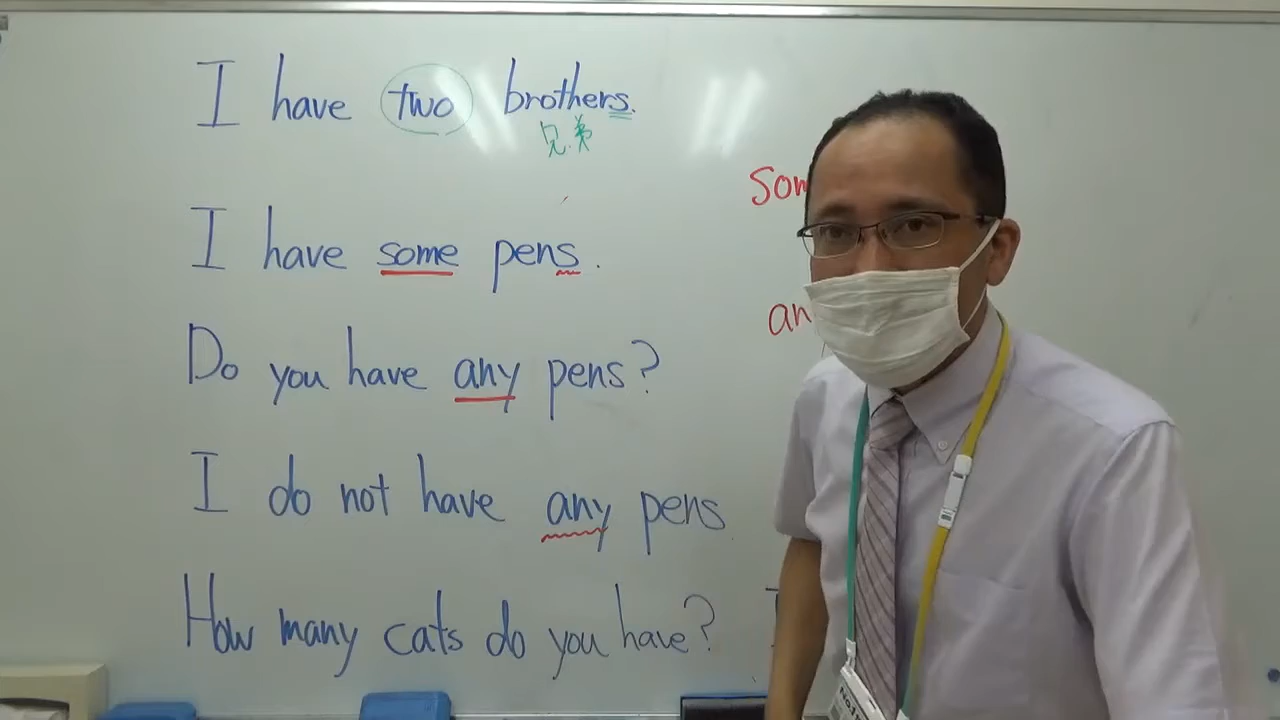 I have two brothers.
兄.弟
I have some pens.
Do you have any pens?
I do not have any pens
How many cats do you have?